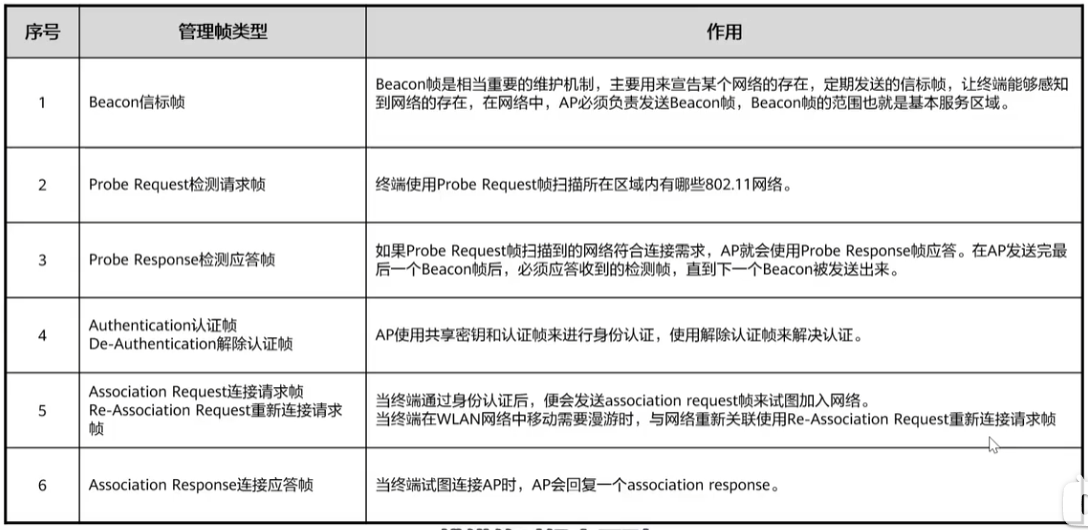 序号
管理帧类型
作用
1
Beacon信标帧
Beacon帧是相当重要的维护机制，主要用来宣告某个网络的存在，定期发送的信标帧，让终端能够感知
到网络的存在，在网络中，AP必须负责发送Beacon帧，Beacon帧的范围也就是基本服务区域。
2
Probe Request检测请求帧
终端使用Probe Request帧扫描所在区域内有哪些802.11网络。
3
Probe Response检测应答帧
如果Probe Request帧扫描到的网络符合连接需求，AP就会使用Probe Response帧应答。在AP发送完最
后一个Beacon帧后，必须应答收到的检测帧，直到下一个Beacon被发送出来。
4
Authentication认证帧
De-Authentication解除认证帧
AP使用共享密钥和认证帧来进行身份认证，使用解除认证帧来解决认证。
5
Association Request连接请求帧
Re-Association Request重新连接请求
帧
当终端通过身份认证后，便会发送association request帧来试图加入网络。
当终端在WLAN网络中移动需要漫游时，与网络重新关联使用Re-Association Request重新连接请求帧
6
Association Response连接应答帧
当终端试图连接AP时，AP会回复一个association response。